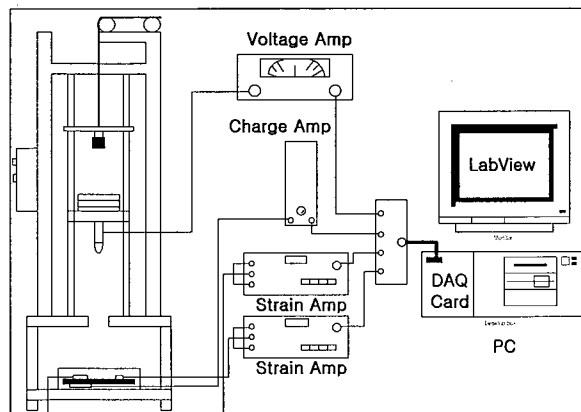 Voltage Amp
Charge Amp
LabView
DAQ
Card
Strain Amp
Strain Amp
PC